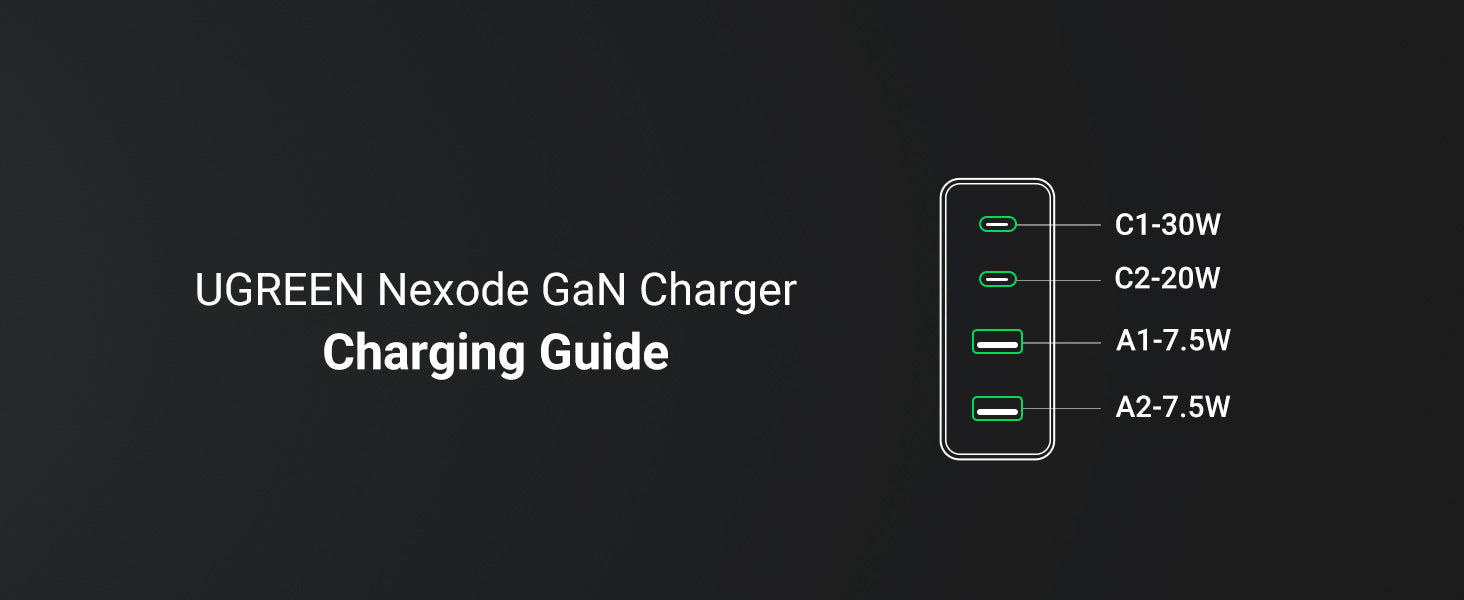 UGREEN Nexode GaN Charger
Charging Guide
C1-30W
C2-20W
A1-7.5W
A2-7.5W